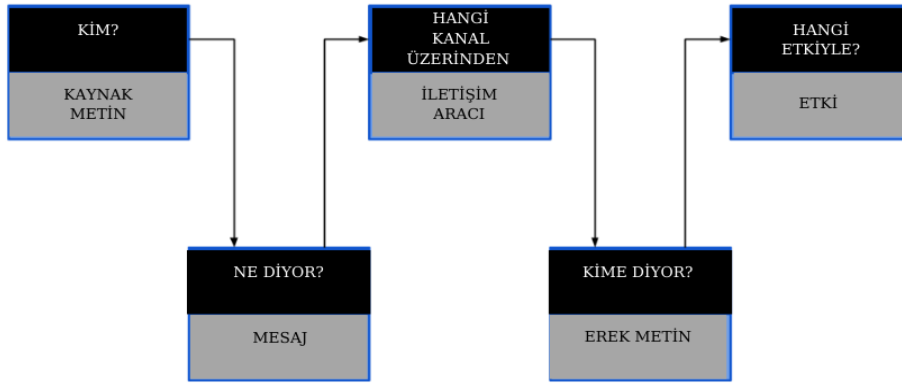 KİM?
KAYNAK
METİN
NE DİYOR?
MESAJ
HANGİ
KANAL
ÜZERİNDEN
İLETİŞİM
ARACI
KİME DİYOR?
EREK METİN
HANGİ
ETKİYLE?
ETKİ